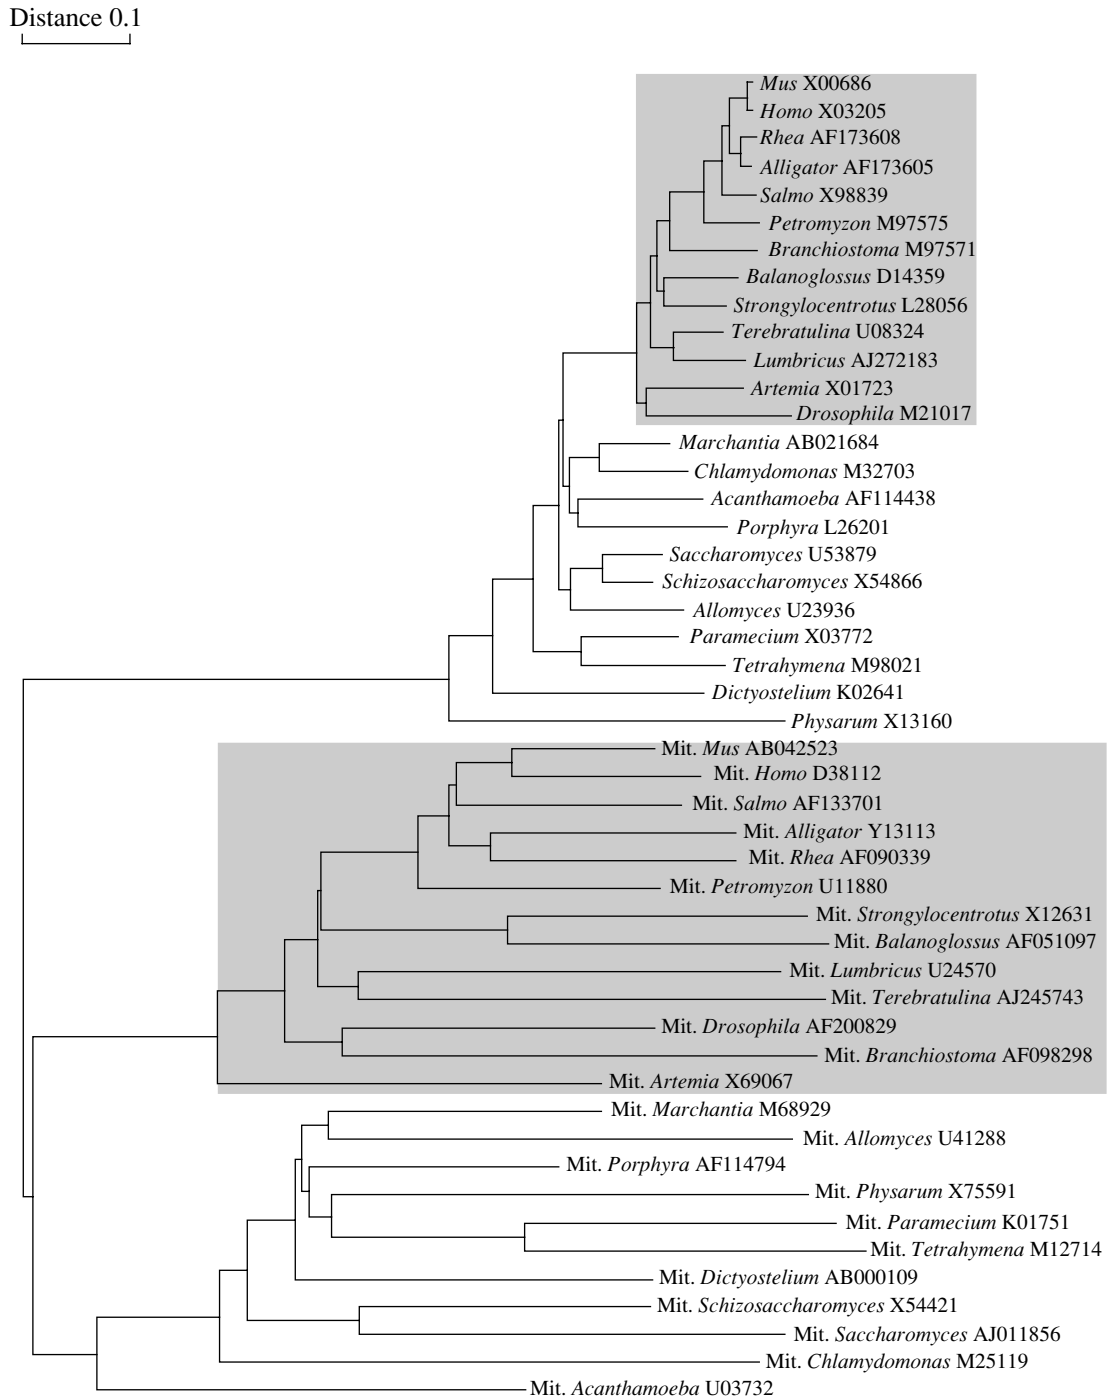 Distance 0.1
Mus X00686
Homo X03205
Rhea AF173608
Alligator AF173605
Salmo X98839
Petromyzon M97575
Branchiostoma M97571
Balanoglossus D14359
Strongylocentrotus L28056
Terebratulina U08324
Lumbricus AJ272183
Artemia X01723
Drosophila M21017
Marchantia AB021684
Chlamydomonas M32703
Acanthamoeba AF114438
Porphyra L26201
Saccharomyces U53879
Schizosaccharomyces X54866
Allomyces U23936
Paramecium X03772
Tetrahymena M98021
Dictyostelium K02641
Physarum X13160
Mit. Mus AB042523
Mit. Homo D38112
Mit. Salmo AF133701
Mit. Alligator Y13113
Mit. Rhea AF090339
Mit. Petromyzon U11880
Mit. Strongylocentrotus X12631
Mit. Balanoglossus AF051097
Mit. Lumbricus U24570
Mit. Terebratulina AJ245743
Mit. Drosophila AF200829
Mit. Branchiostoma AF098298
Mit. Artemia X69067
Mit. Marchantia M68929
Mit. Allomyces U41288
Mit. Porphyra AF114794
Mit. Physarum X75591
Mit. Paramecium K01751
Mit. Tetrahymena M12714
Mit. Dictyostelium AB000109
Mit. Schizosaccharomyces X54421
Mit. Saccharomyces AJ011856
Mit. Chlamydomonas M25119
Mit. Acanthamoeba U03732